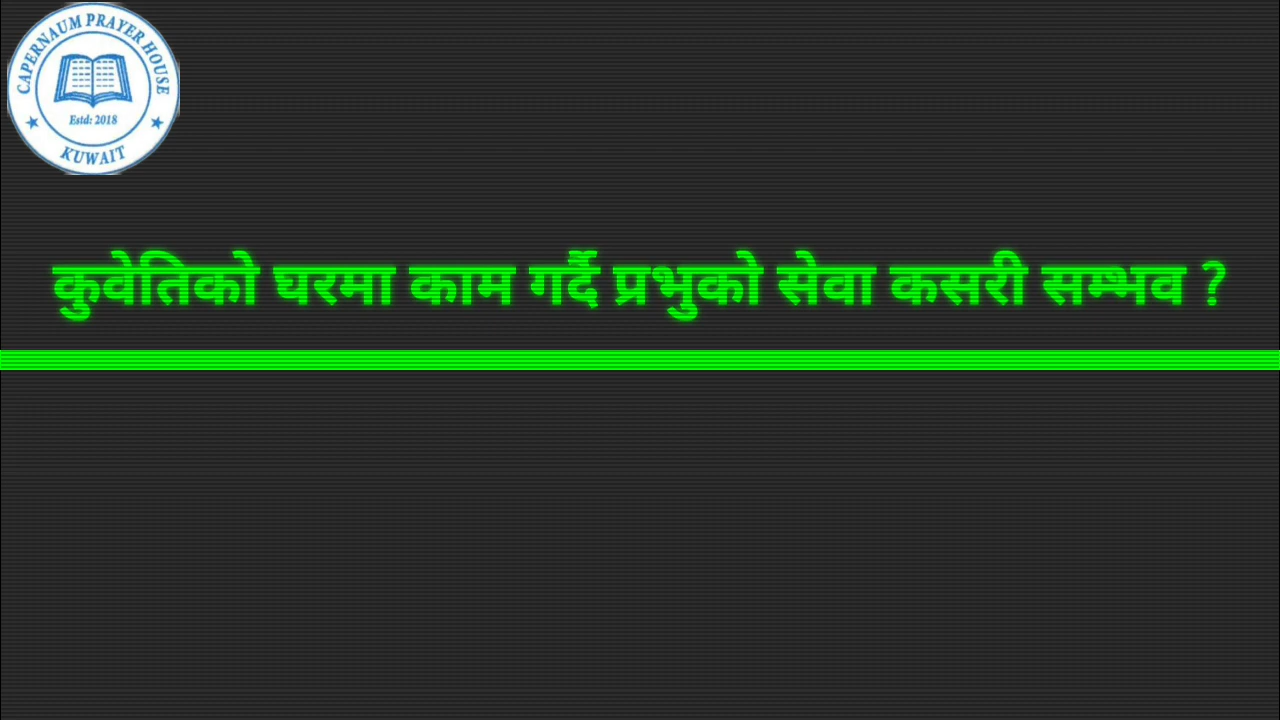 CAPERNAUM PRAYER HOUSE
Estd: 2018
KUWAIT
कुवेतिको घरमा काम गर्दै प्रभुको सेवा कसरी सम्भव ?